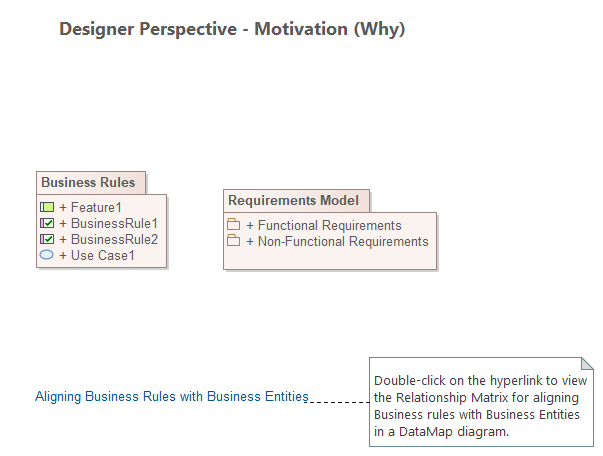 Designer Perspective - Motivation (Why)
Business Rules
+ Feature1
+ BusinessRule1
+ BusinessRule2
+ Use Case1
Requirements Model
+ Functional Requirements
+ Non-Functional Requirements
Aligning Business Rules with Business Entities
Double-click on the hyperlink to view
the Relationship Matrix for aligning
Business rules with Business Entities
in a DataMap diagram.